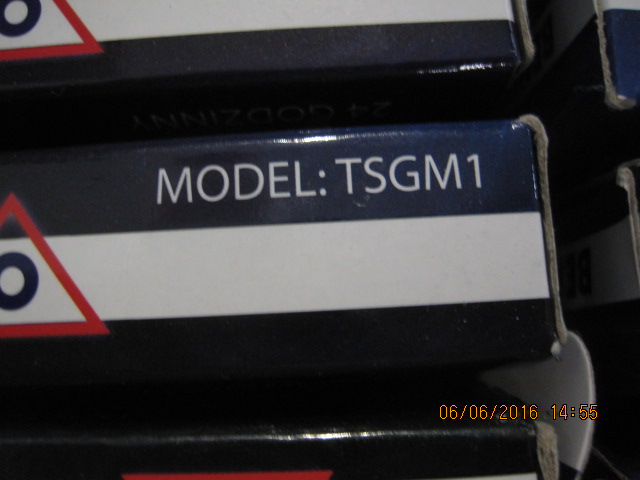 O
24 GODZINNY
MODEL: TSGM1
O
06/06/2016 14:55